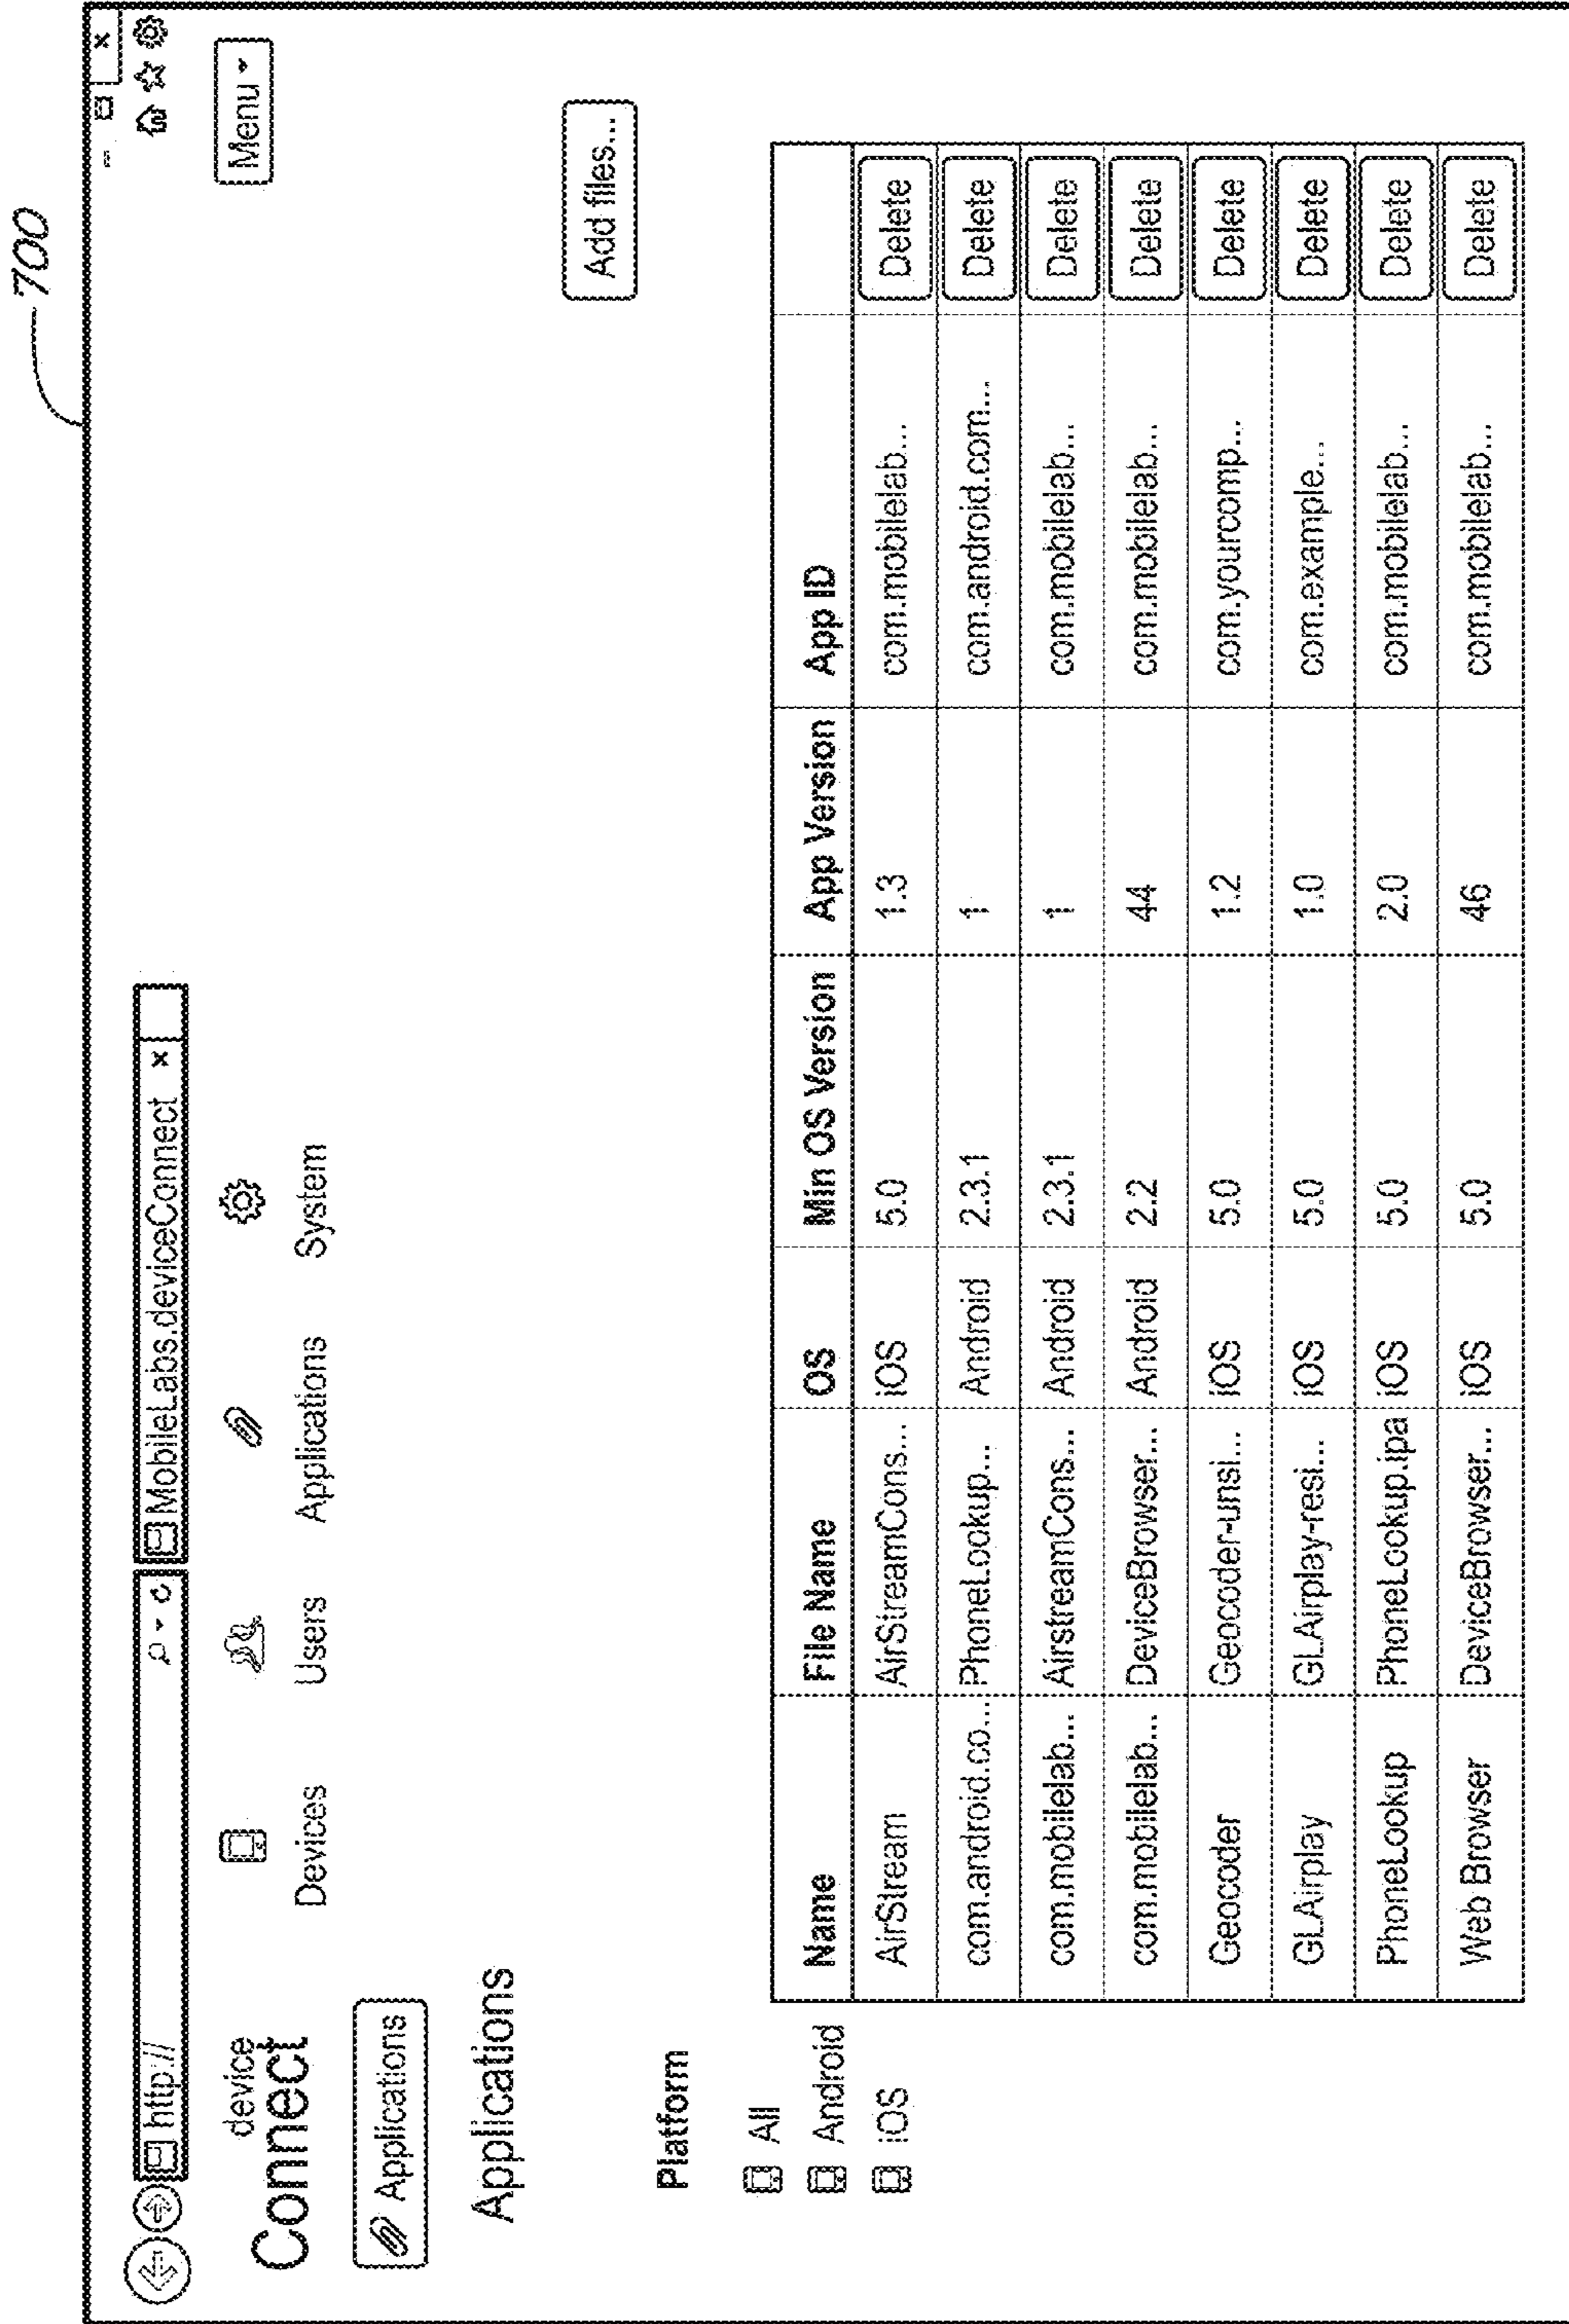 700
http://
MobileLabs.deviceConnect x
device
Connect
Devices Users Applications System
Menu
Applications
Applications
Add files...
Platform
All
Android
iOS
Name File Name OS Min OS Version App Version App ID
AirStream AirStreamCons... iOS 5.0 1.3 com.mobilelab... Delete
com.android.co... PhoneLookup... Android 2.3.1 1 com.android.com... Delete
com.mobilelab... AirstreamCons... Android 2.3.1 1 com.mobilelab... Delete
com.mobilelab... DeviceBrowser... Android 2.2 44 com.mobilelab... Delete
Geocoder Geocoder-unsi... iOS 5.0 1.2 com.yourcomp... Delete
GLAirplay GLAirplay-resi... iOS 5.0 1.0 com.example... Delete
PhoneLookup PhoneLookup.ipa iOS 5.0 2.0 com.mobilelab... Delete
Web Browser DeviceBrowser... iOS 5.0 46 com.mobilelab... Delete